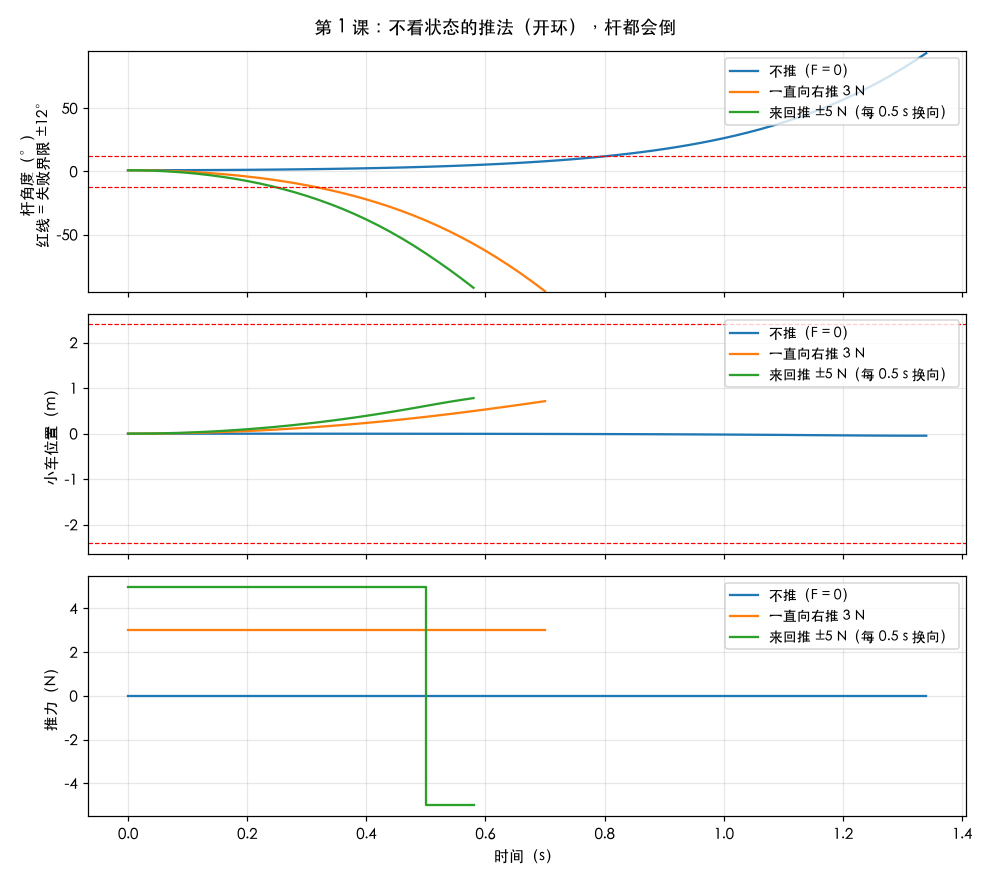 第 1 课：不看状态的推法（开环），杆都会倒
杆角度（°）
红线 = 失败界限 ±12°
50
0
-50
不推（F = 0）
一直向右推 3 N
来回推 ±5 N（每 0.5 s 换向）
小车位置（m）
2
1
0
-1
-2
不推（F = 0）
一直向右推 3 N
来回推 ±5 N（每 0.5 s 换向）
推力（N）
4
2
0
-2
-4
不推（F = 0）
一直向右推 3 N
来回推 ±5 N（每 0.5 s 换向）
0.0 0.2 0.4 0.6 0.8 1.0 1.2 1.4
时间（s）